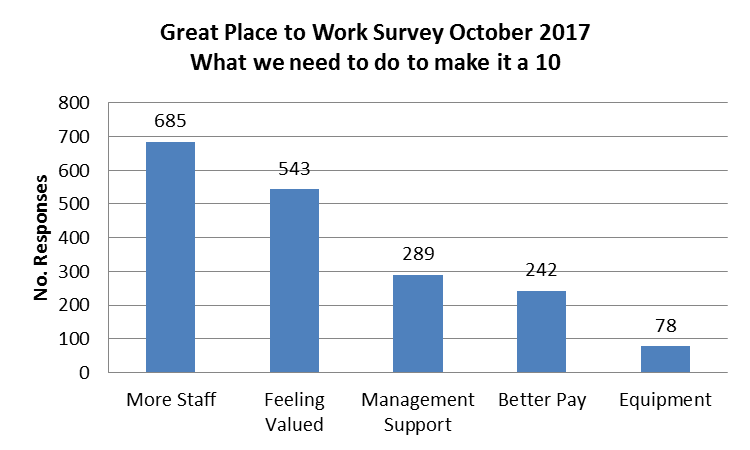 Great Place to Work Survey October 2017
What we need to do to make it a 10
No. Responses
800
700
600
500
400
300
200
100
0
685
543
289
242
78
More Staff
Feeling
Valued
Management
Support
Better Pay
Equipment